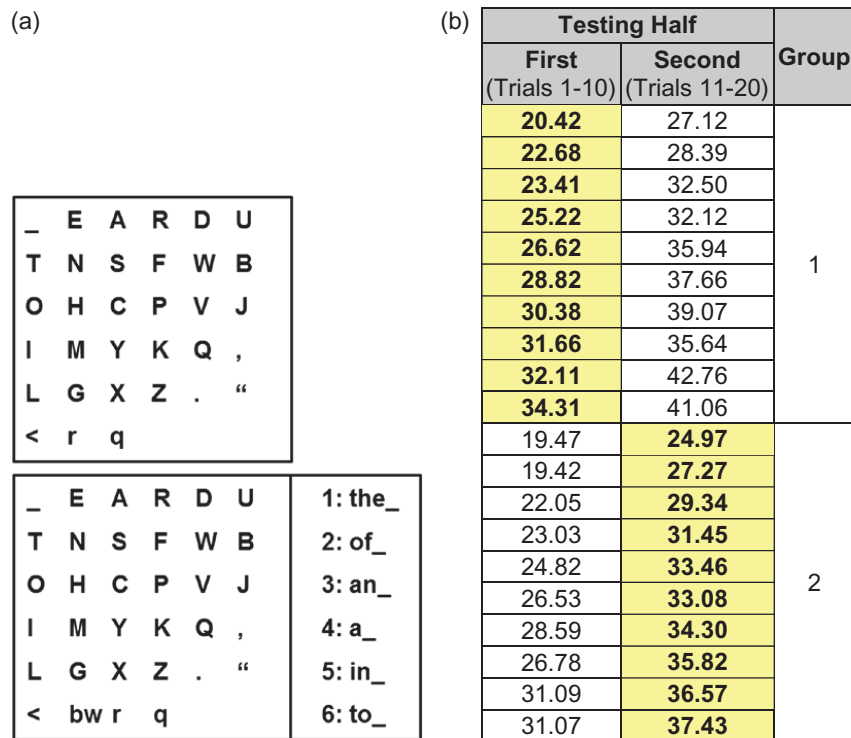 (a)
_ E A R D U
T N S F W B
O H C P V J
I M Y K Q ,
L G X Z . “
< r q
_ E A R D U 1: the_
T N S F W B 2: of_
O H C P V J 3: an_
I M Y K Q , 4: a_
L G X Z . “ 5: in_
< bw r q 6: to_
(b)
Testing Half Group
First Second
(Trials 1-10) (Trials 11-20)
20.42 27.12
22.68 28.39
23.41 32.50
25.22 32.12
26.62 35.94
1
28.82 37.66
30.38 39.07
31.66 35.64
32.11 42.76
34.31 41.06
19.47 24.97
19.42 27.27
22.05 29.34
23.03 31.45
24.82 33.46
2
26.53 33.08
28.59 34.30
26.78 35.82
31.09 36.57
31.07 37.43